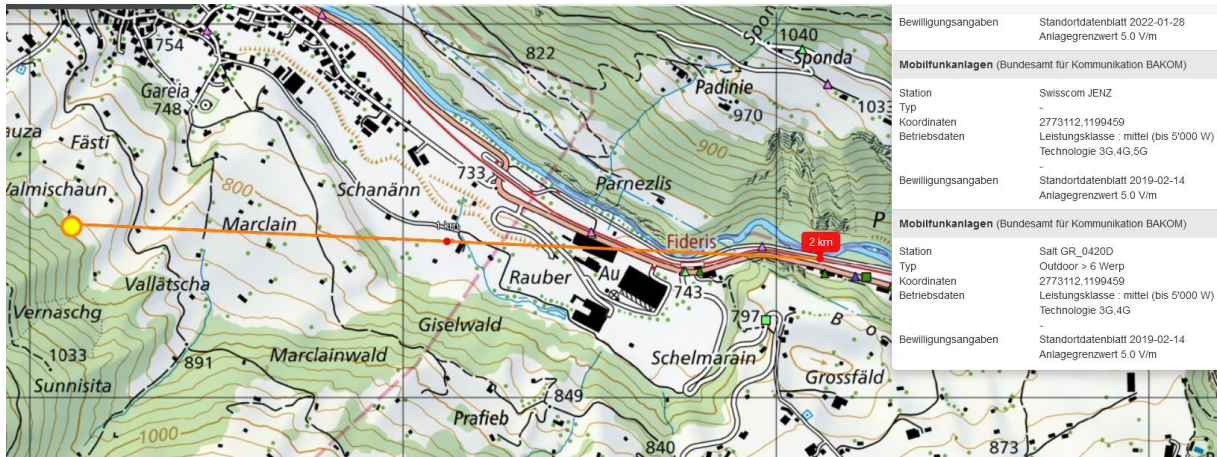 Bewilligungsangaben Standortdatenblatt 2022-01-28
Anlagegrenzwert 5.0 V/m
Mobilfunkanlagen (Bundesamt für Kommunikation BAKOM)
Station Swisscom JENZ
Typ -
Koordinaten 2773112,1199459
Betriebsdaten Leistungsklasse : mittel (bis 5'000 W)
Technologie 3G,4G,5G
-
Bewilligungsangaben Standortdatenblatt 2019-02-14
Anlagegrenzwert 5.0 V/m
Mobilfunkanlagen (Bundesamt für Kommunikation BAKOM)
Station Salt GR_0420D
Typ Outdoor > 6 Werp
Koordinaten 2773112,1199459
Betriebsdaten Leistungsklasse : mittel (bis 5'000 W)
Technologie 3G,4G
-
Bewilligungsangaben Standortdatenblatt 2019-02-14
Anlagegrenzwert 5.0 V/m
754
822
1040
Sponda
Gareia
748
Padinie
970
1033
Fästi
900
733
Valmischaun
800
Schanänn
Parnezlis
Marclain
1 km
P
Fideris
2 km
Vallätscha
Rauber
Au
743
Vernaschg
797
B o
Giselwald
1033
891
Marclainwald
Schelmarain
Sunnisita
Grossfäld
849
Prafieb
1000
840
873